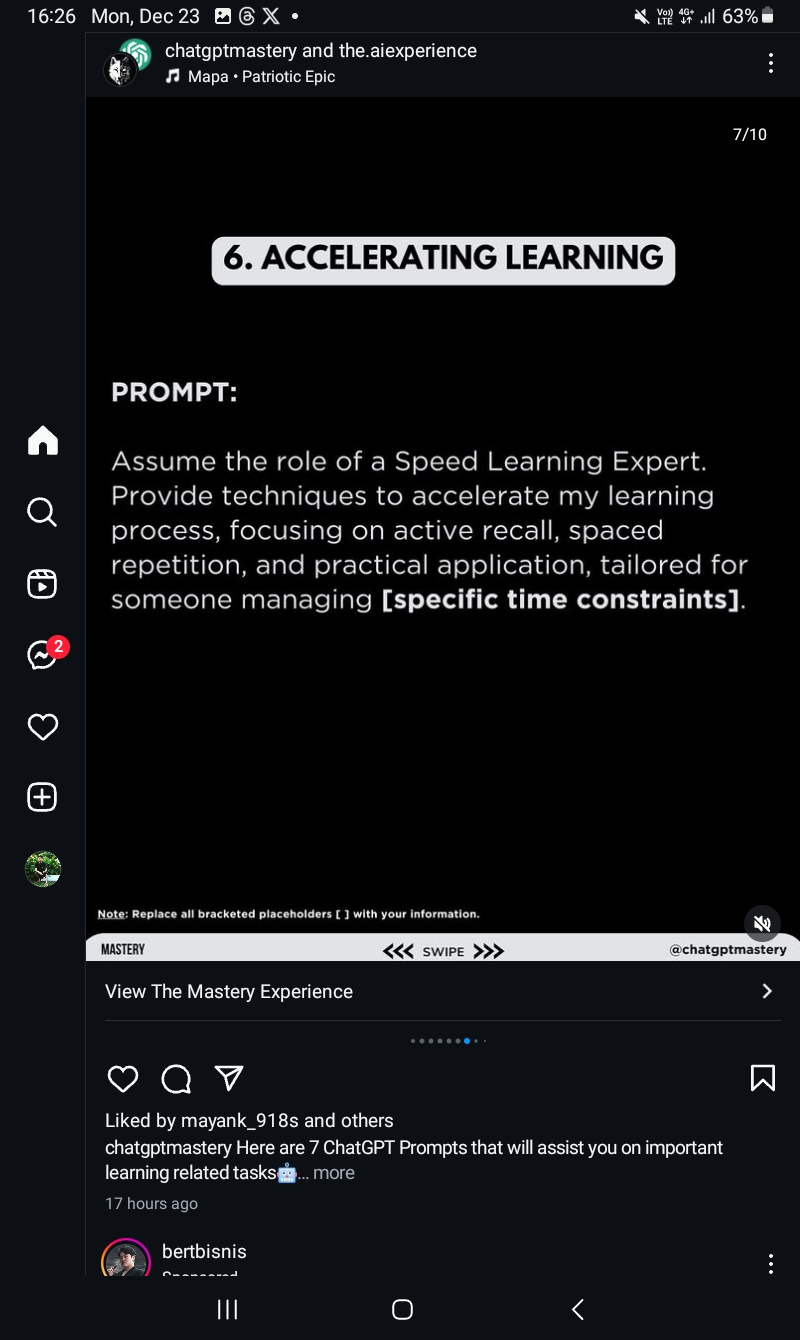 16:26 Mon, Dec 23
Vo)) LTE 4G+ 63%
chatgptmastery and the.aiexperience
Mapa • Patriotic Epic
7/10
6. ACCELERATING LEARNING
PROMPT:
Assume the role of a Speed Learning Expert.
Provide techniques to accelerate my learning
process, focusing on active recall, spaced
repetition, and practical application, tailored for
someone managing [specific time constraints].
2
Note: Replace all bracketed placeholders [ ] with your information.
MASTERY <<< SWIPE >>> @chatgptmastery
View The Mastery Experience
Liked by mayank_918s and others
chatgptmastery Here are 7 ChatGPT Prompts that will assist you on important
learning related tasks🤖... more
17 hours ago
bertbisnis
Sponsored